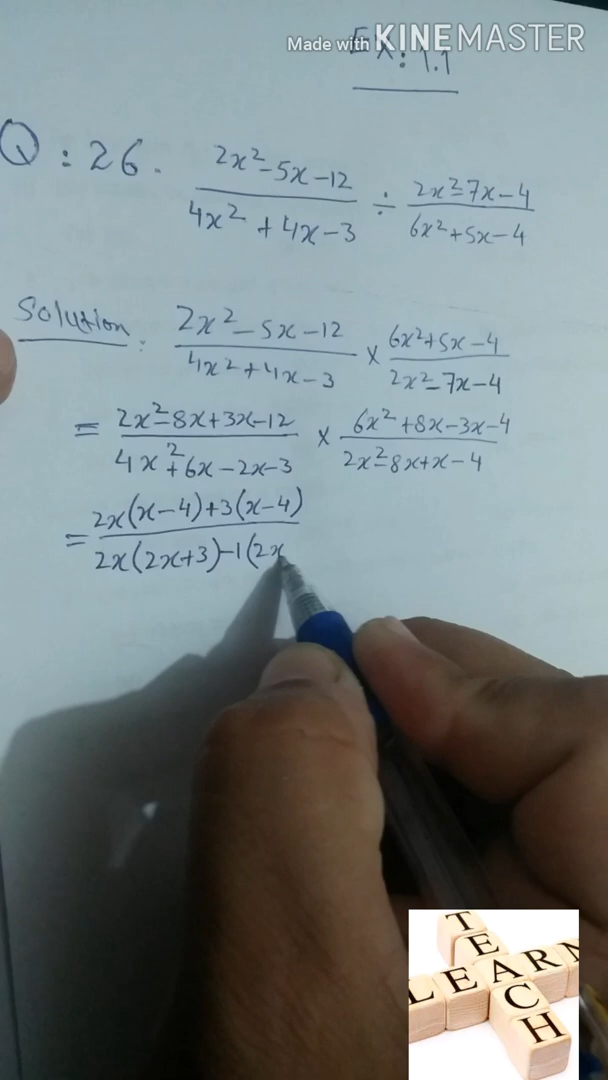 Made with KINEMASTER
Ex: 1.1
Q: 26. (2x²-5x-12)/(4x²+4x-3) ÷ (2x²-7x-4)/(6x²+5x-4)
Solution: (2x²-5x-12)/(4x²+4x-3) × (6x²+5x-4)/(2x²-7x-4)
= (2x²-8x+3x-12)/(4x²+6x-2x-3) × (6x²+8x-3x-4)/(2x²-8x+x-4)
= 2x(x-4)+3(x-4)/2x(2x+3)-1(2x
TEACH
LEARN